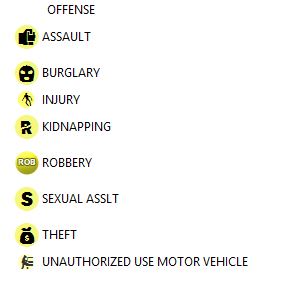 OFFENSE
ASSAULT
BURGLARY
INJURY
R KIDNAPPING
ROB ROBBERY
S SEXUAL ASSLT
$ THEFT
UNAUTHORIZED USE MOTOR VEHICLE